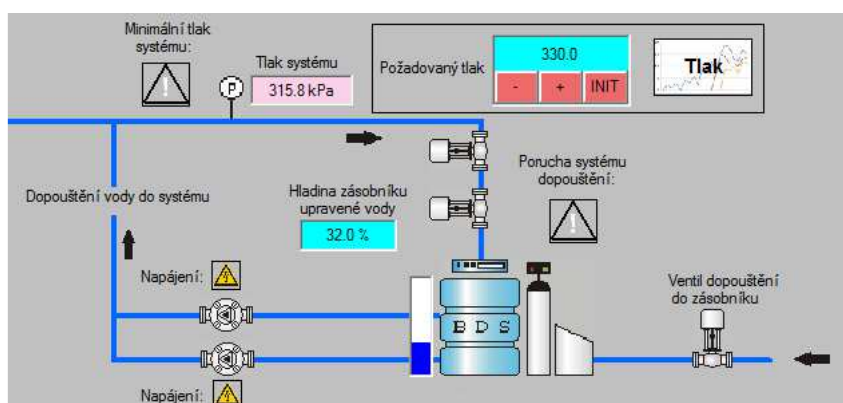 Minimální tlak
systému:
Tlak systému
P
315.8 kPa
Požadovaný tlak
330.0
-
+
INIT
Tlak
Dopouštění vody do systému
Hladina zásobníku
upravené vody
32.0 %
Porucha systému
dopouštění:
Napájení:
B D S
Ventil dopouštění
do zásobníku
Napájení: